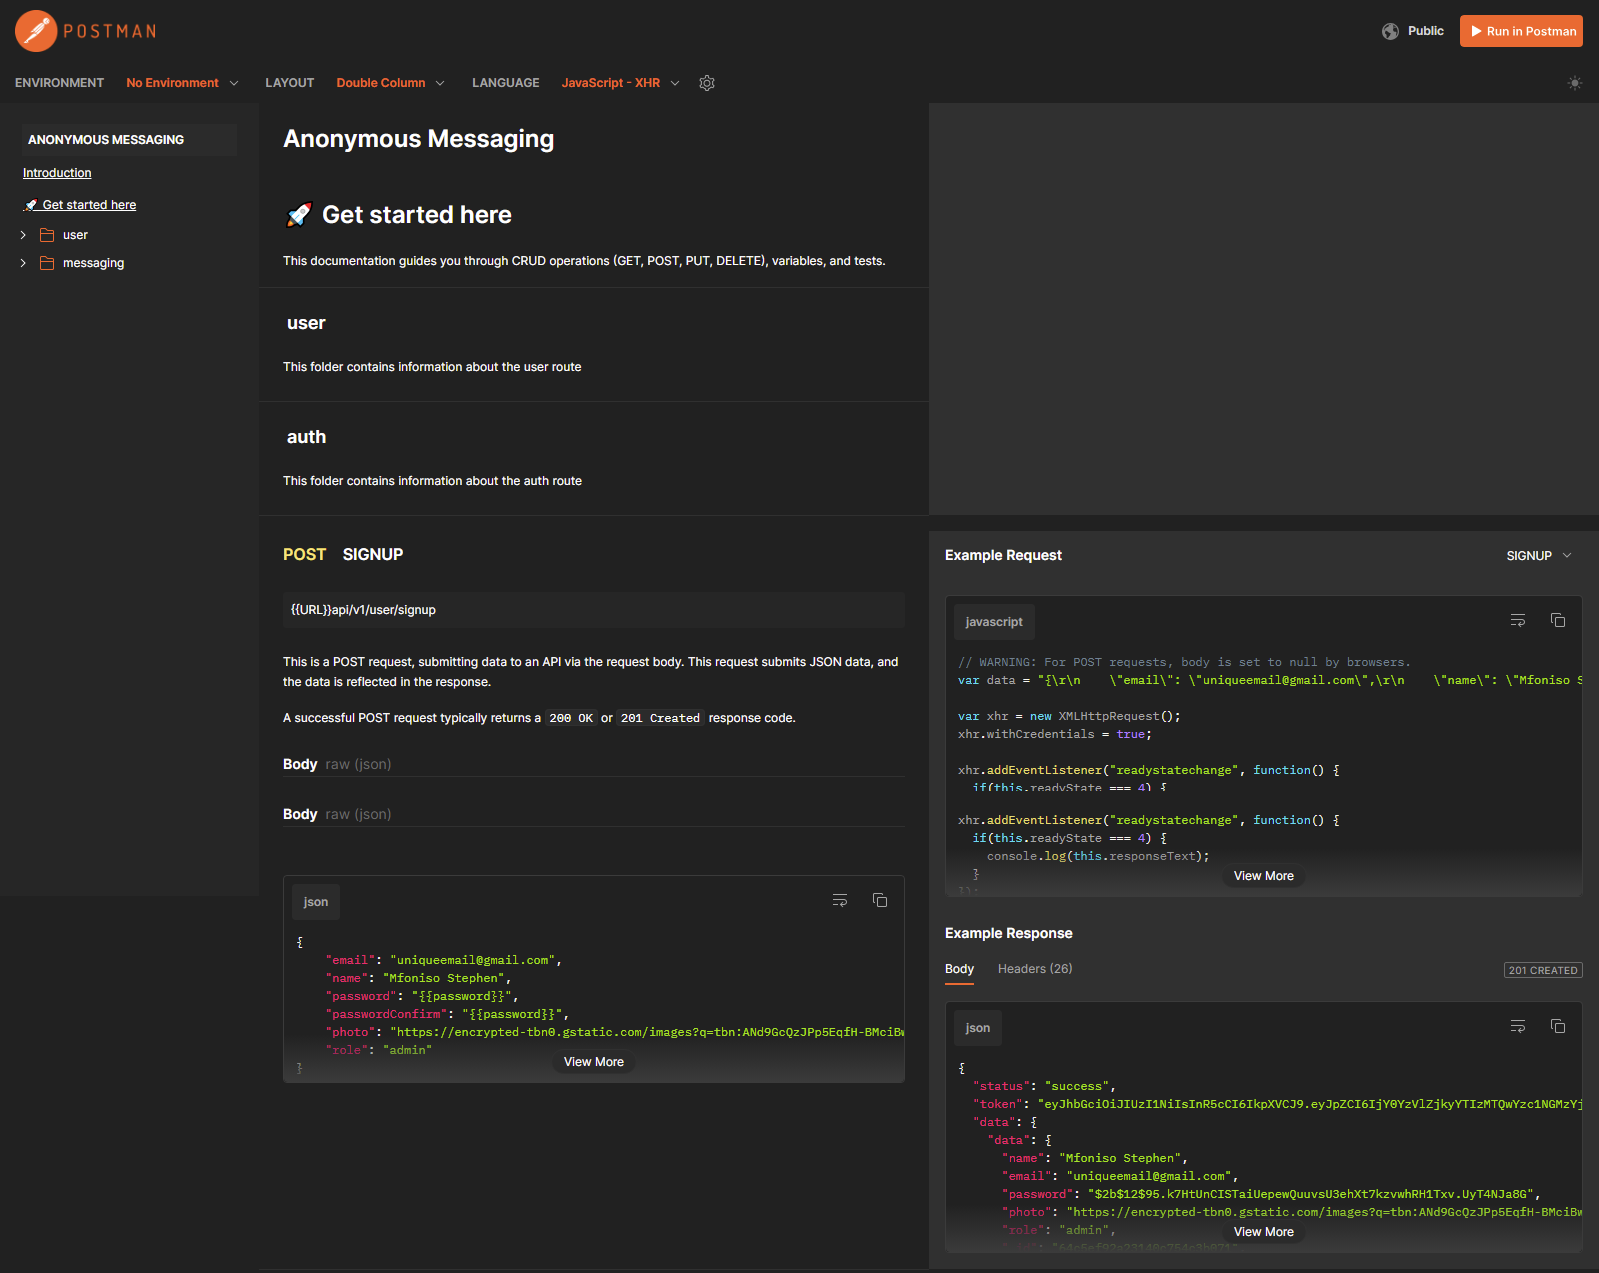 POSTMAN
Public
Run in Postman
ENVIRONMENT No Environment LAYOUT Double Column LANGUAGE JavaScript - XHR
ANONYMOUS MESSAGING
Introduction
🚀 Get started here
user
messaging
Anonymous Messaging
🚀 Get started here
This documentation guides you through CRUD operations (GET, POST, PUT, DELETE), variables, and tests.
user
This folder contains information about the user route
auth
This folder contains information about the auth route
POST SIGNUP
{{URL}}api/v1/user/signup
This is a POST request, submitting data to an API via the request body. This request submits JSON data, and
the data is reflected in the response.
A successful POST request typically returns a 200 OK or 201 Created response code.
Body raw (json)
Body raw (json)
json
{
"email": "uniqueemail@gmail.com",
"name": "Mfoniso Stephen",
"password": "{{password}}",
"passwordConfirm": "{{password}}",
"photo": "https://encrypted-tbn0.gstatic.com/images?q=tbn:ANd9GcQzJPp5EqfH-BMciBw
"role": "admin"
}
View More
Example Request
SIGNUP
javascript
// WARNING: For POST requests, body is set to null by browsers.
var data = "{\r\n    \"email\": \"uniqueemail@gmail.com\",\r\n    \"name\": \"Mfoniso S
var xhr = new XMLHttpRequest();
xhr.withCredentials = true;
xhr.addEventListener("readystatechange", function() {
if(this.readyState === 4) {
xhr.addEventListener("readystatechange", function() {
if(this.readyState === 4) {
console.log(this.responseText);
}
});
View More
Example Response
Body Headers (26)
201 CREATED
json
{
"status": "success",
"token": "eyJhbGciOiJIUzI1NiIsInR5cCI6IkpXVCJ9.eyJpZCI6IjY0YzVlZjkyYTIzMTQwYzc1NGMzYj
"data": {
"data": {
"name": "Mfoniso Stephen",
"email": "uniqueemail@gmail.com",
"password": "$2b$12$95.k7HtUnCISTaiUepewQuuvsU3ehXt7kzvwhRH1Txv.UyT4NJa8G",
"photo": "https://encrypted-tbn0.gstatic.com/images?q=tbn:ANd9GcQzJPp5EqfH-BMciBw
"role": "admin",
View More